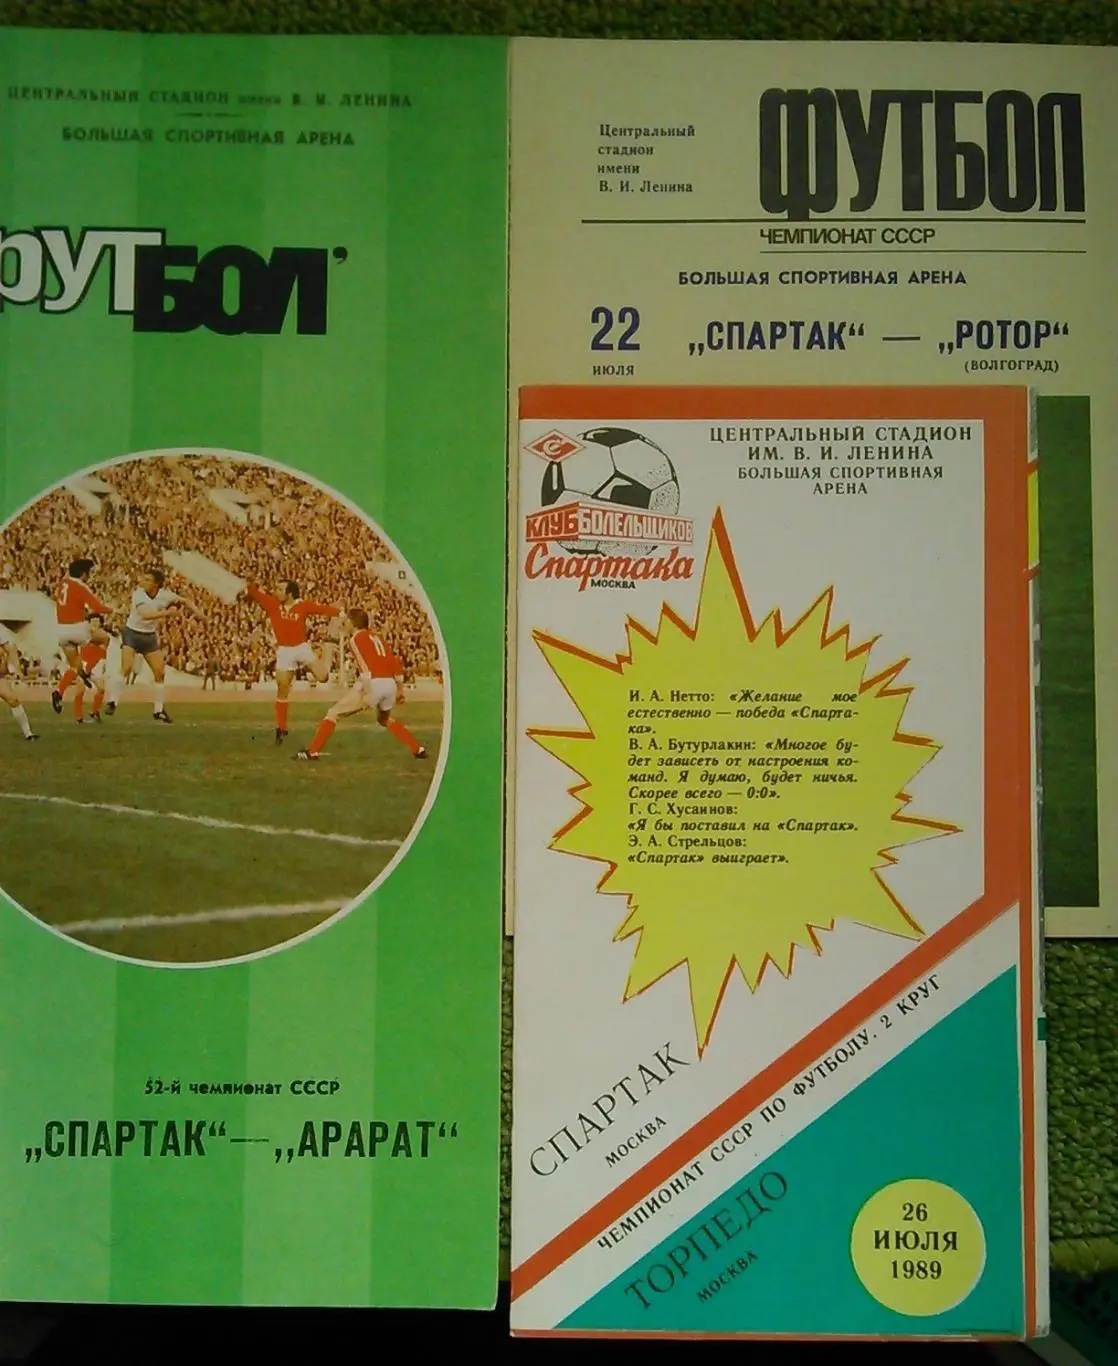 ЦЕНТРАЛЬНЫЙ СТАДИОН имени В. И. ЛЕНИНА
БОЛЬШАЯ СПОРТИВНАЯ АРЕНА
ФУТБОЛ
3
СССР
11
52-й чемпионат СССР
„СПАРТАК“ — „АРАРАТ“
Центральный
стадион
имени
В. И. Ленина
ФУТБОЛ
ЧЕМПИОНАТ СССР
БОЛЬШАЯ СПОРТИВНАЯ АРЕНА
22
ИЮЛЯ
„СПАРТАК“ — „РОТОР“
(ВОЛГОГРАД)
С
КЛУБ БОЛЕЛЬЩИКОВ
Спартака
МОСКВА
ЦЕНТРАЛЬНЫЙ СТАДИОН
ИМ. В. И. ЛЕНИНА
БОЛЬШАЯ СПОРТИВНАЯ
АРЕНА
И. А. Нетто: «Желание мое
естественно — победа «Спарта-
ка».
В. А. Бутурлакин: «Многое бу-
дет зависеть от настроения ко-
манд. Я думаю, будет ничья.
Скорее всего — 0:0».
Г. С. Хусаинов:
«Я бы поставил на «Спартак».
Э. А. Стрельцов:
«Спартак» выиграет».
СПАРТАК
МОСКВА
ЧЕМПИОНАТ СССР ПО ФУТБОЛУ. 2 КРУГ
ТОРПЕДО
МОСКВА
26
ИЮЛЯ
1989